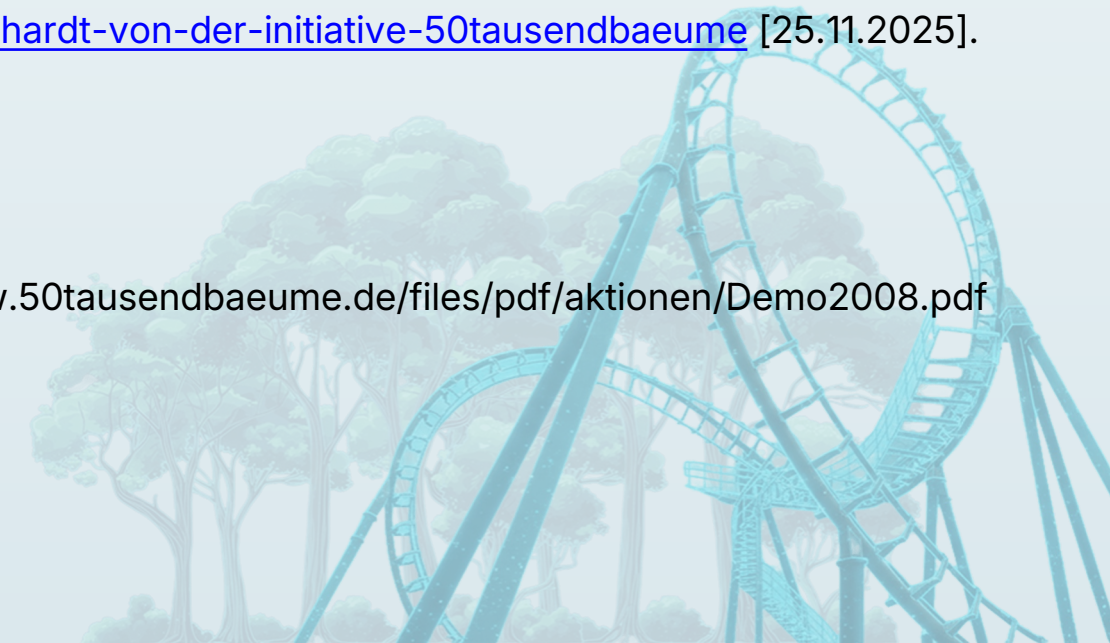 hardt-von-der-initiative-50tausendbaeume [25.11.2025].
.50tausendbaeume.de/files/pdf/aktionen/Demo2008.pdf